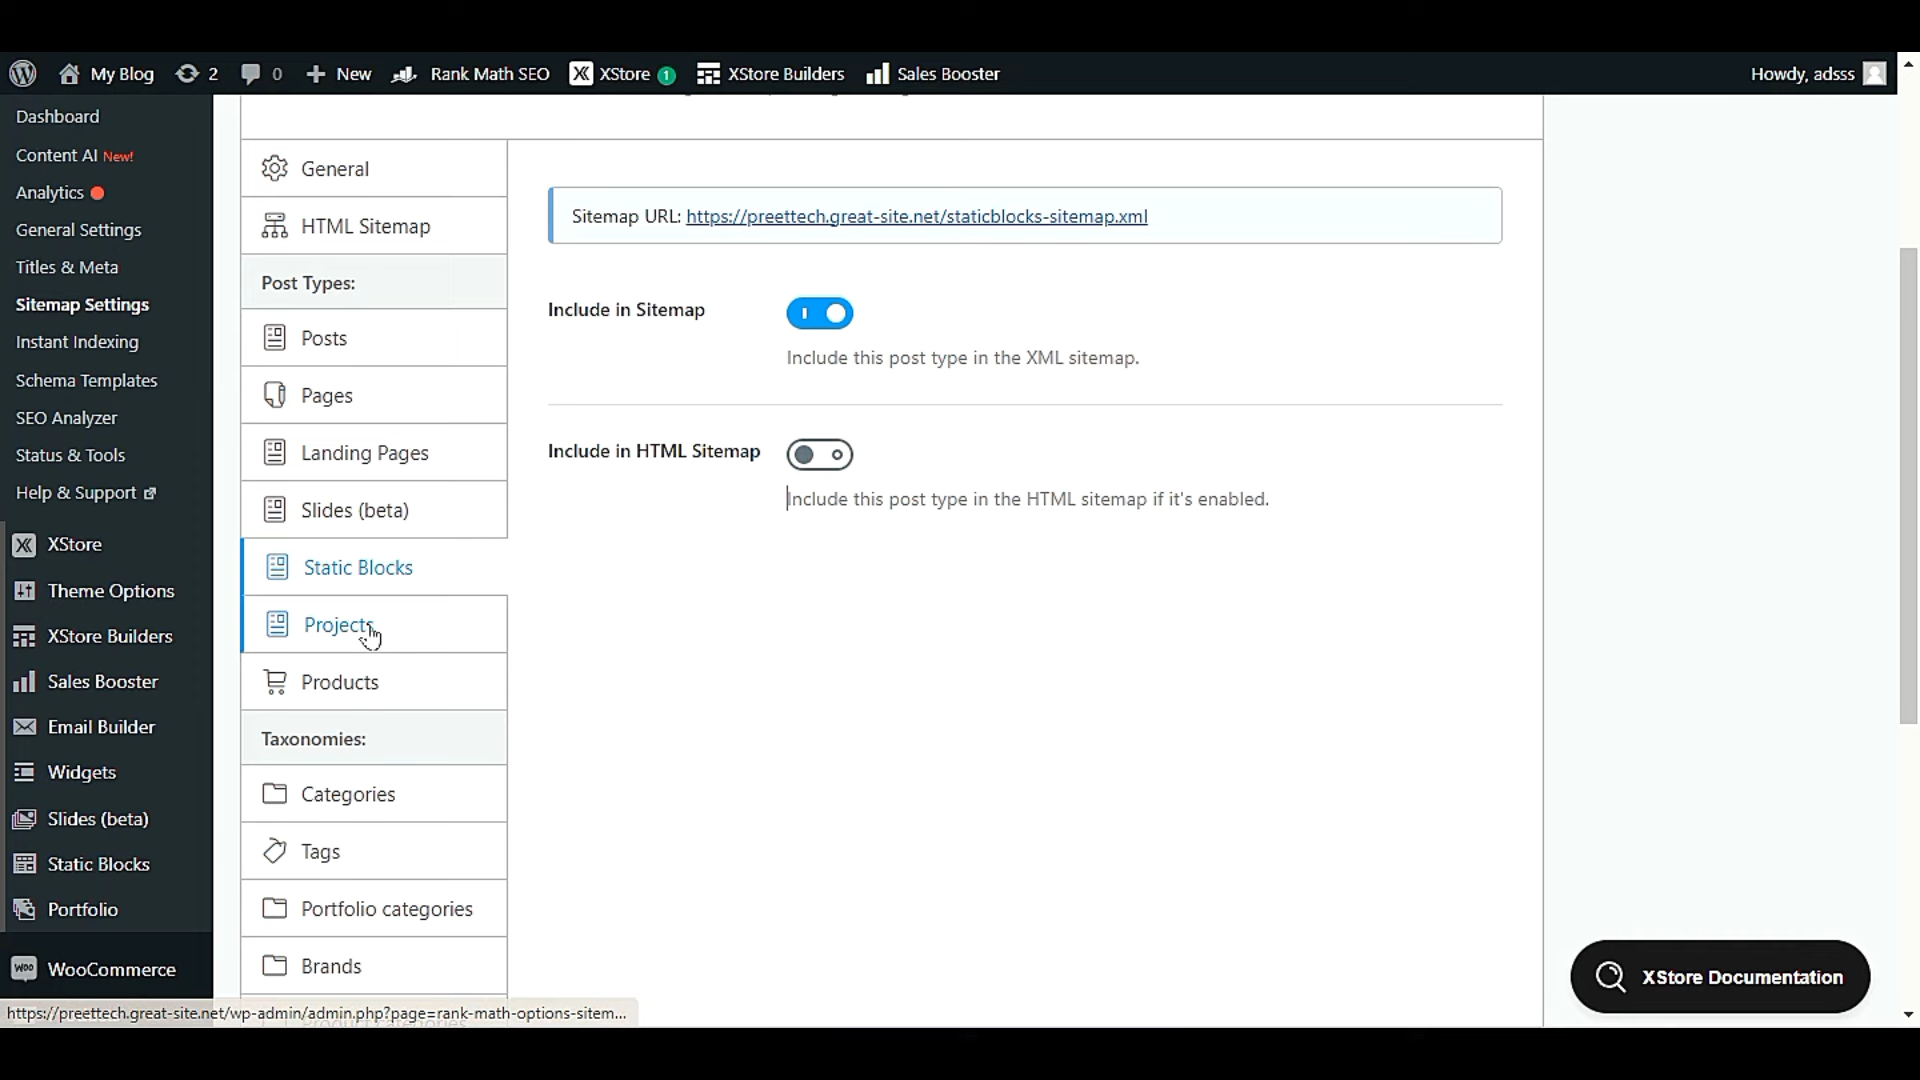 My Blog 2 0 New Rank Math SEO XStore 1 XStore Builders Sales Booster Howdy, adsss
Dashboard
Content AI New!
Analytics
General Settings
Titles & Meta
Sitemap Settings
Instant Indexing
Schema Templates
SEO Analyzer
Status & Tools
Help & Support
XStore
Theme Options
XStore Builders
Sales Booster
Email Builder
Widgets
Slides (beta)
Static Blocks
Portfolio
WooCommerce
General
HTML Sitemap
Post Types:
Posts
Pages
Landing Pages
Slides (beta)
Static Blocks
Projects
Products
Taxonomies:
Categories
Tags
Portfolio categories
Brands
Sitemap URL: https://preettech.great-site.net/staticblocks-sitemap.xml
Include in Sitemap
Include this post type in the XML sitemap.
Include in HTML Sitemap
Include this post type in the HTML sitemap if it's enabled.
XStore Documentation
https://preettech.great-site.net/wp-admin/admin.php?page=rank-math-options-sitem...